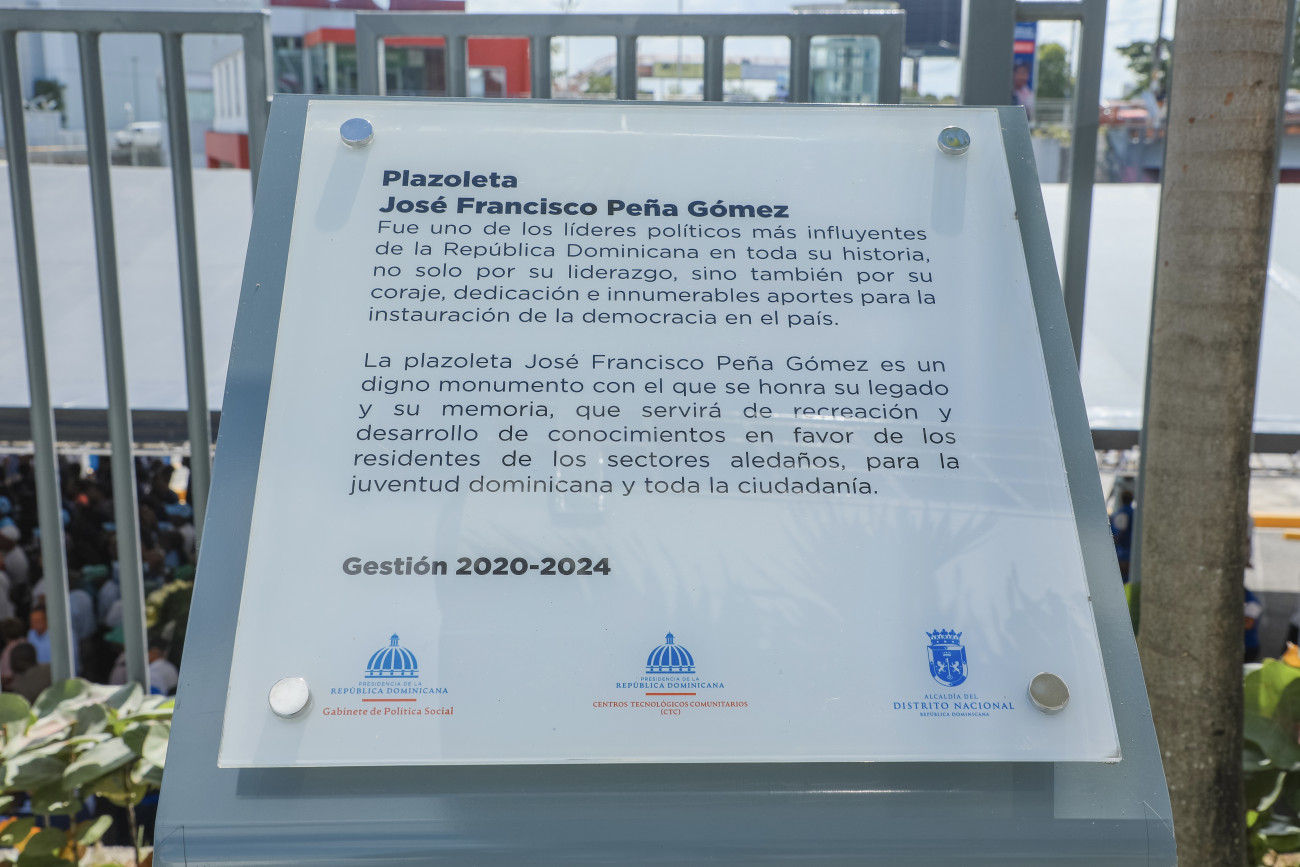 Plazoleta
José Francisco Peña Gómez
Fue uno de los líderes políticos más influyentes
de la República Dominicana en toda su historia,
no solo por su liderazgo, sino también por su
coraje, dedicación e innumerables aportes para la
instauración de la democracia en el país.
La plazoleta José Francisco Peña Gómez es un
digno monumento con el que se honra su legado
y su memoria, que servirá de recreación y
desarrollo de conocimientos en favor de los
residentes de los sectores aledaños, para la
juventud dominicana y toda la ciudadanía.
Gestión 2020-2024
PRESIDENCIA DE LA
REPÚBLICA DOMINICANA
Gabinete de Política Social
PRESIDENCIA DE LA
REPÚBLICA DOMINICANA
CENTROS TECNOLÓGICOS COMUNITARIOS
(CTC)
ALCALDÍA DEL
DISTRITO NACIONAL
REPÚBLICA DOMINICANA